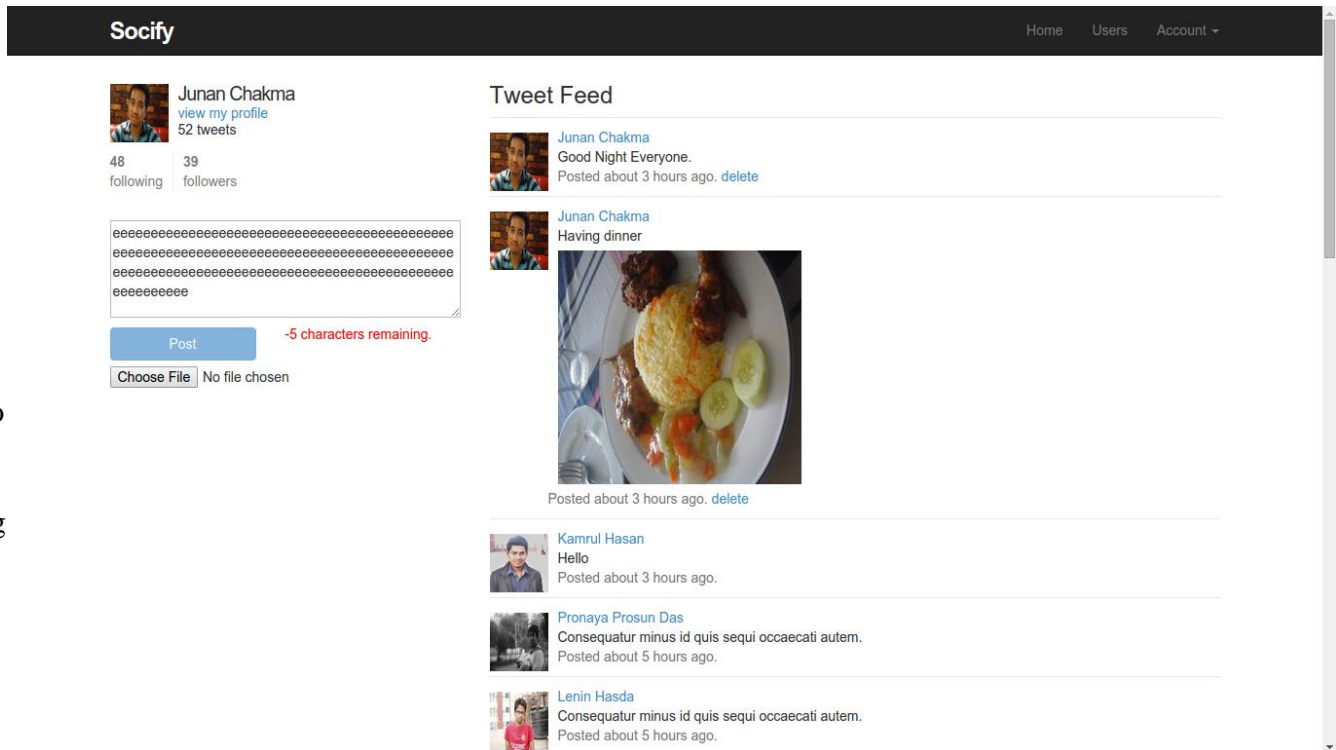 Socify
Home Users Account
Junan Chakma
view my profile
52 tweets
48 following
39 followers
eeeeeeeeeeeeeeeeeeeeeeeeeeeeeeeeeeeeeeeeeeeee
eeeeeeeeeeeeeeeeeeeeeeeeeeeeeeeeeeeeeeeeeeeee
eeeeeeeeeeeeeeeeeeeeeeeeeeeeeeeeeeeeeeeeeeeee
eeeeeeeeee
Post
-5 characters remaining.
Choose File No file chosen
Tweet Feed
Junan Chakma
Good Night Everyone.
Posted about 3 hours ago. delete
Junan Chakma
Having dinner
Posted about 3 hours ago. delete
Kamrul Hasan
Hello
Posted about 3 hours ago.
Pronaya Prosun Das
Consequatur minus id quis sequi occaecati autem.
Posted about 5 hours ago.
Lenin Hasda
Consequatur minus id quis sequi occaecati autem.
Posted about 5 hours ago.